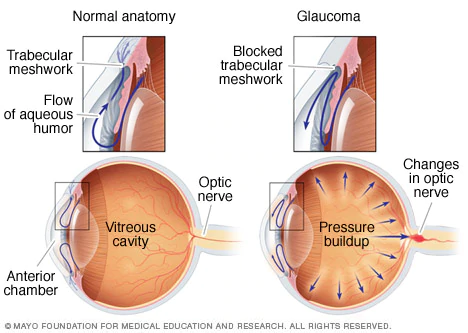 Normal anatomy
Trabecular
meshwork
Flow
of aqueous
humor
Vitreous
cavity
Optic
nerve
Anterior
chamber
Glaucoma
Blocked
trabecular
meshwork
Pressure
buildup
Changes
in optic
nerve
© MAYO FOUNDATION FOR MEDICAL EDUCATION AND RESEARCH. ALL RIGHTS RESERVED.